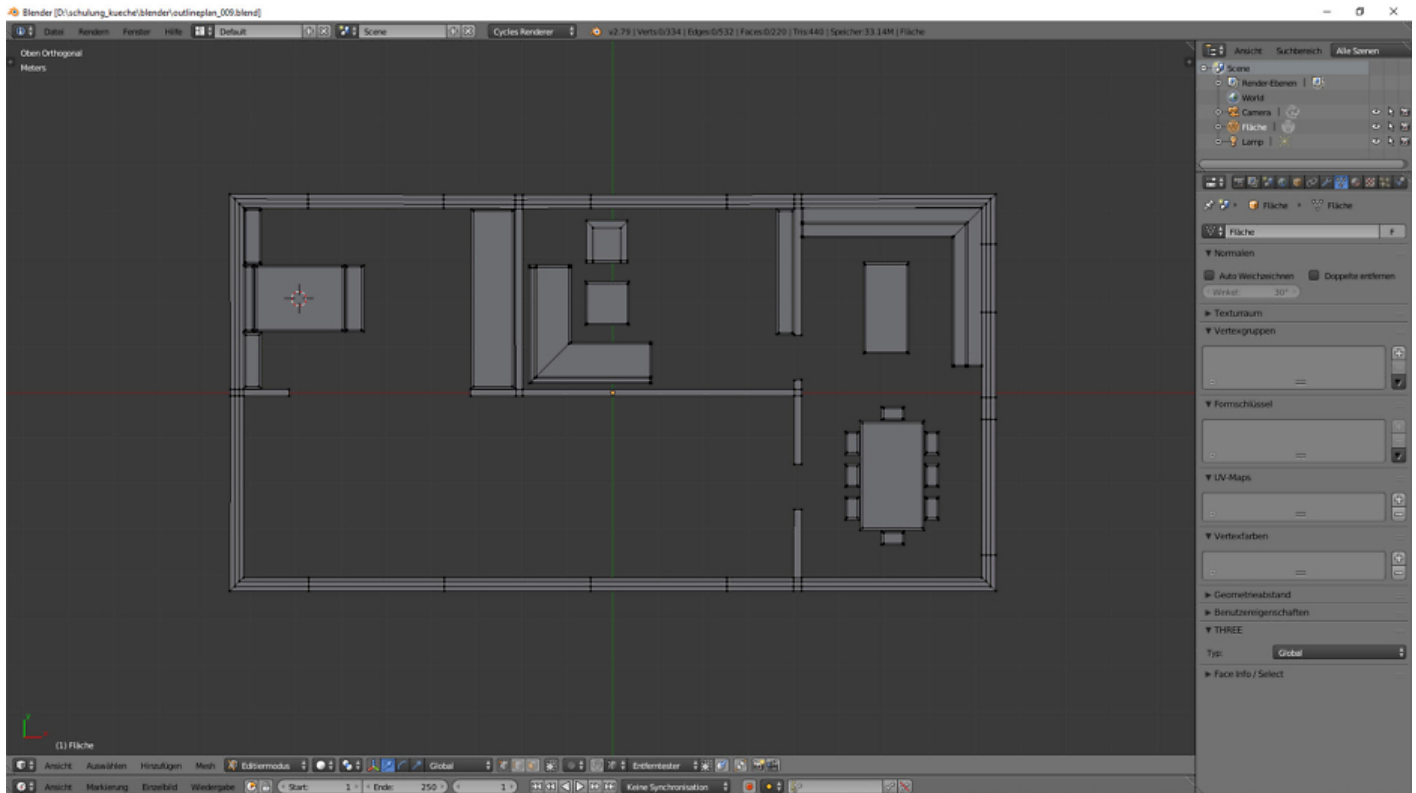 Blender [D:\schulung_kueche\blender\outlineplan_009.blend]
Datei Rendern Fenster Hilfe Default Scene Cycles Renderer v2.79 | Verts:0/334 | Edges:0/532 | Faces:0/220 | Tris:440 | Speicher:33.14M | Fläche
Oben Orthogonal
Meters
Ansicht Suchbereich Alle Szenen
Scene
Render-Ebenen
World
Camera
Fläche
Lamp
Fläche Fläche
Fläche F
Normalen
Auto Weichzeichnen Doppelte entfernen
Winkel: 30°
Texturraum
Vertexgruppen
Formschlüssel
UV-Maps
Vertexfarben
Geometrieabstand
Benutzereigenschaften
THREE
Typ: Global
Face Info / Select
(1) Fläche
Ansicht Auswählen Hinzufügen Mesh Editiermodus Global Entferntester
Ansicht Markierung Einzelbild Wiedergabe Start: 1 Ende: 250 1 Keine Synchronisation